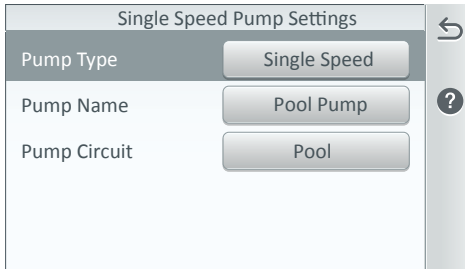 Single Speed Pump Settings
Pump Type Single Speed
Pump Name Pool Pump
Pump Circuit Pool
?